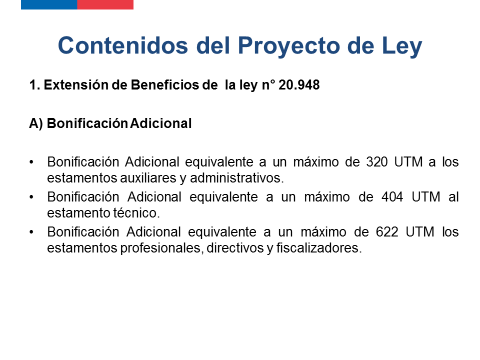 Contenidos del Proyecto de Ley
1. Extensión de Beneficios de la ley n° 20.948
A) Bonificación Adicional
• Bonificación Adicional equivalente a un máximo de 320 UTM a los
estamentos auxiliares y administrativos.
• Bonificación Adicional equivalente a un máximo de 404 UTM al
estamento técnico.
• Bonificación Adicional equivalente a un máximo de 622 UTM los
estamentos profesionales, directivos y fiscalizadores.